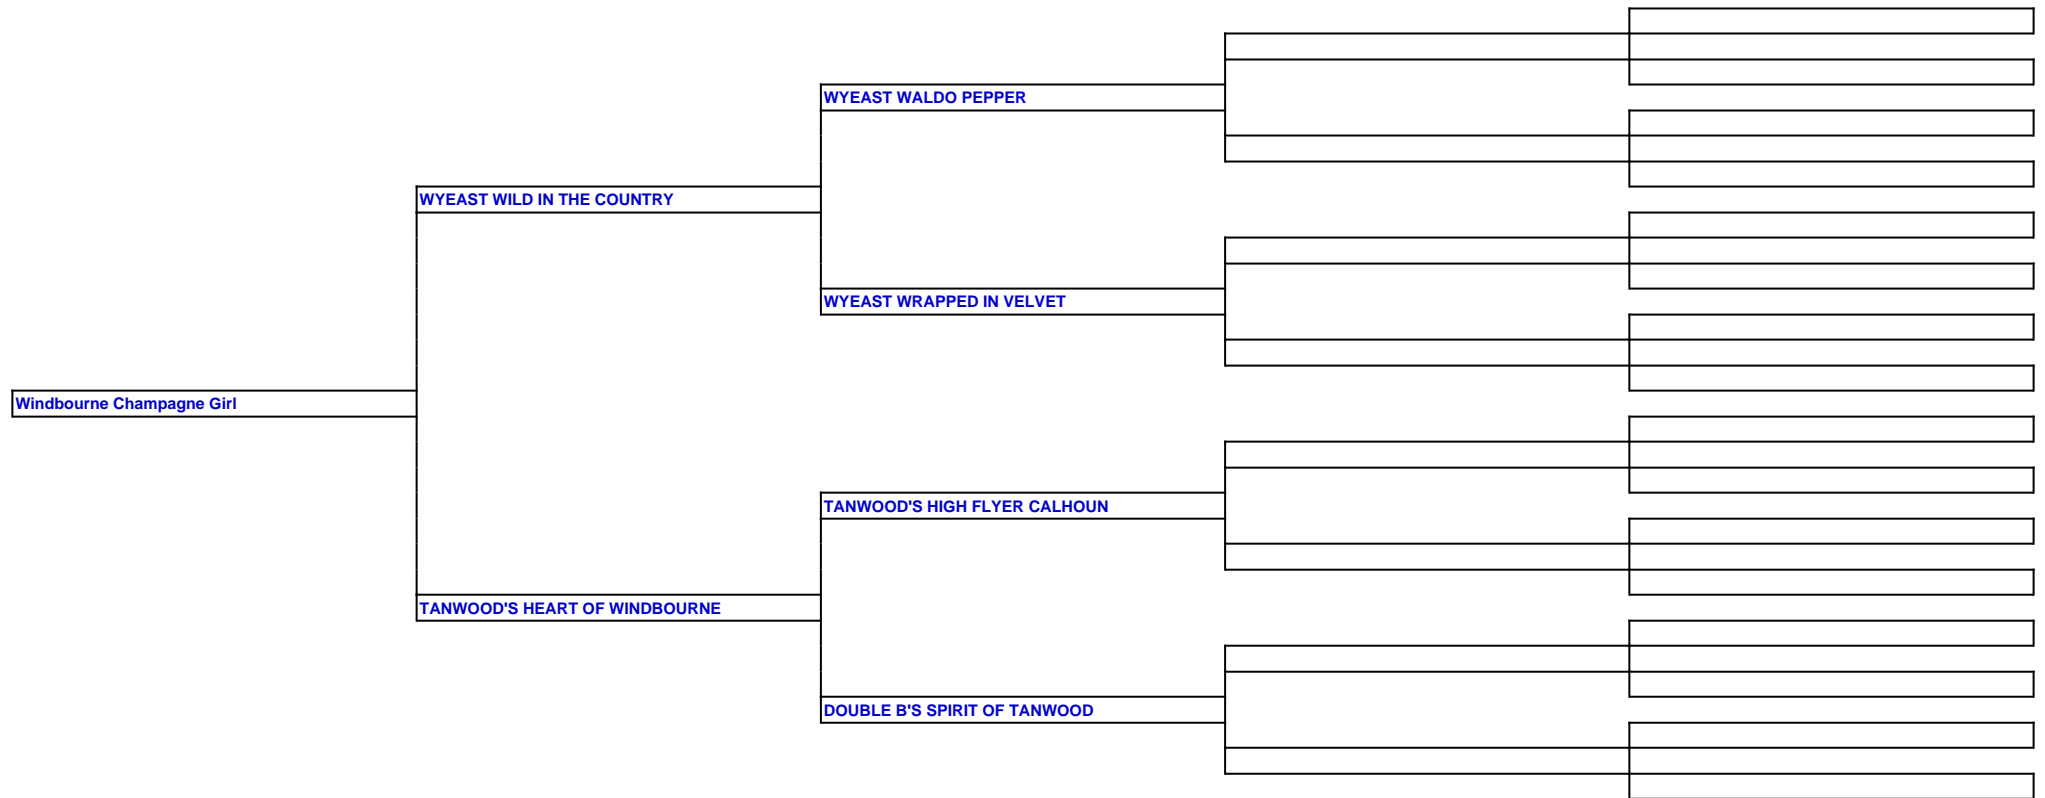 WYEAST WALDO PEPPER
WYEAST WILD IN THE COUNTRY
WYEAST WRAPPED IN VELVET
Windbourne Champagne Girl
TANWOOD'S HIGH FLYER CALHOUN
TANWOOD'S HEART OF WINDBOURNE
DOUBLE B'S SPIRIT OF TANWOOD